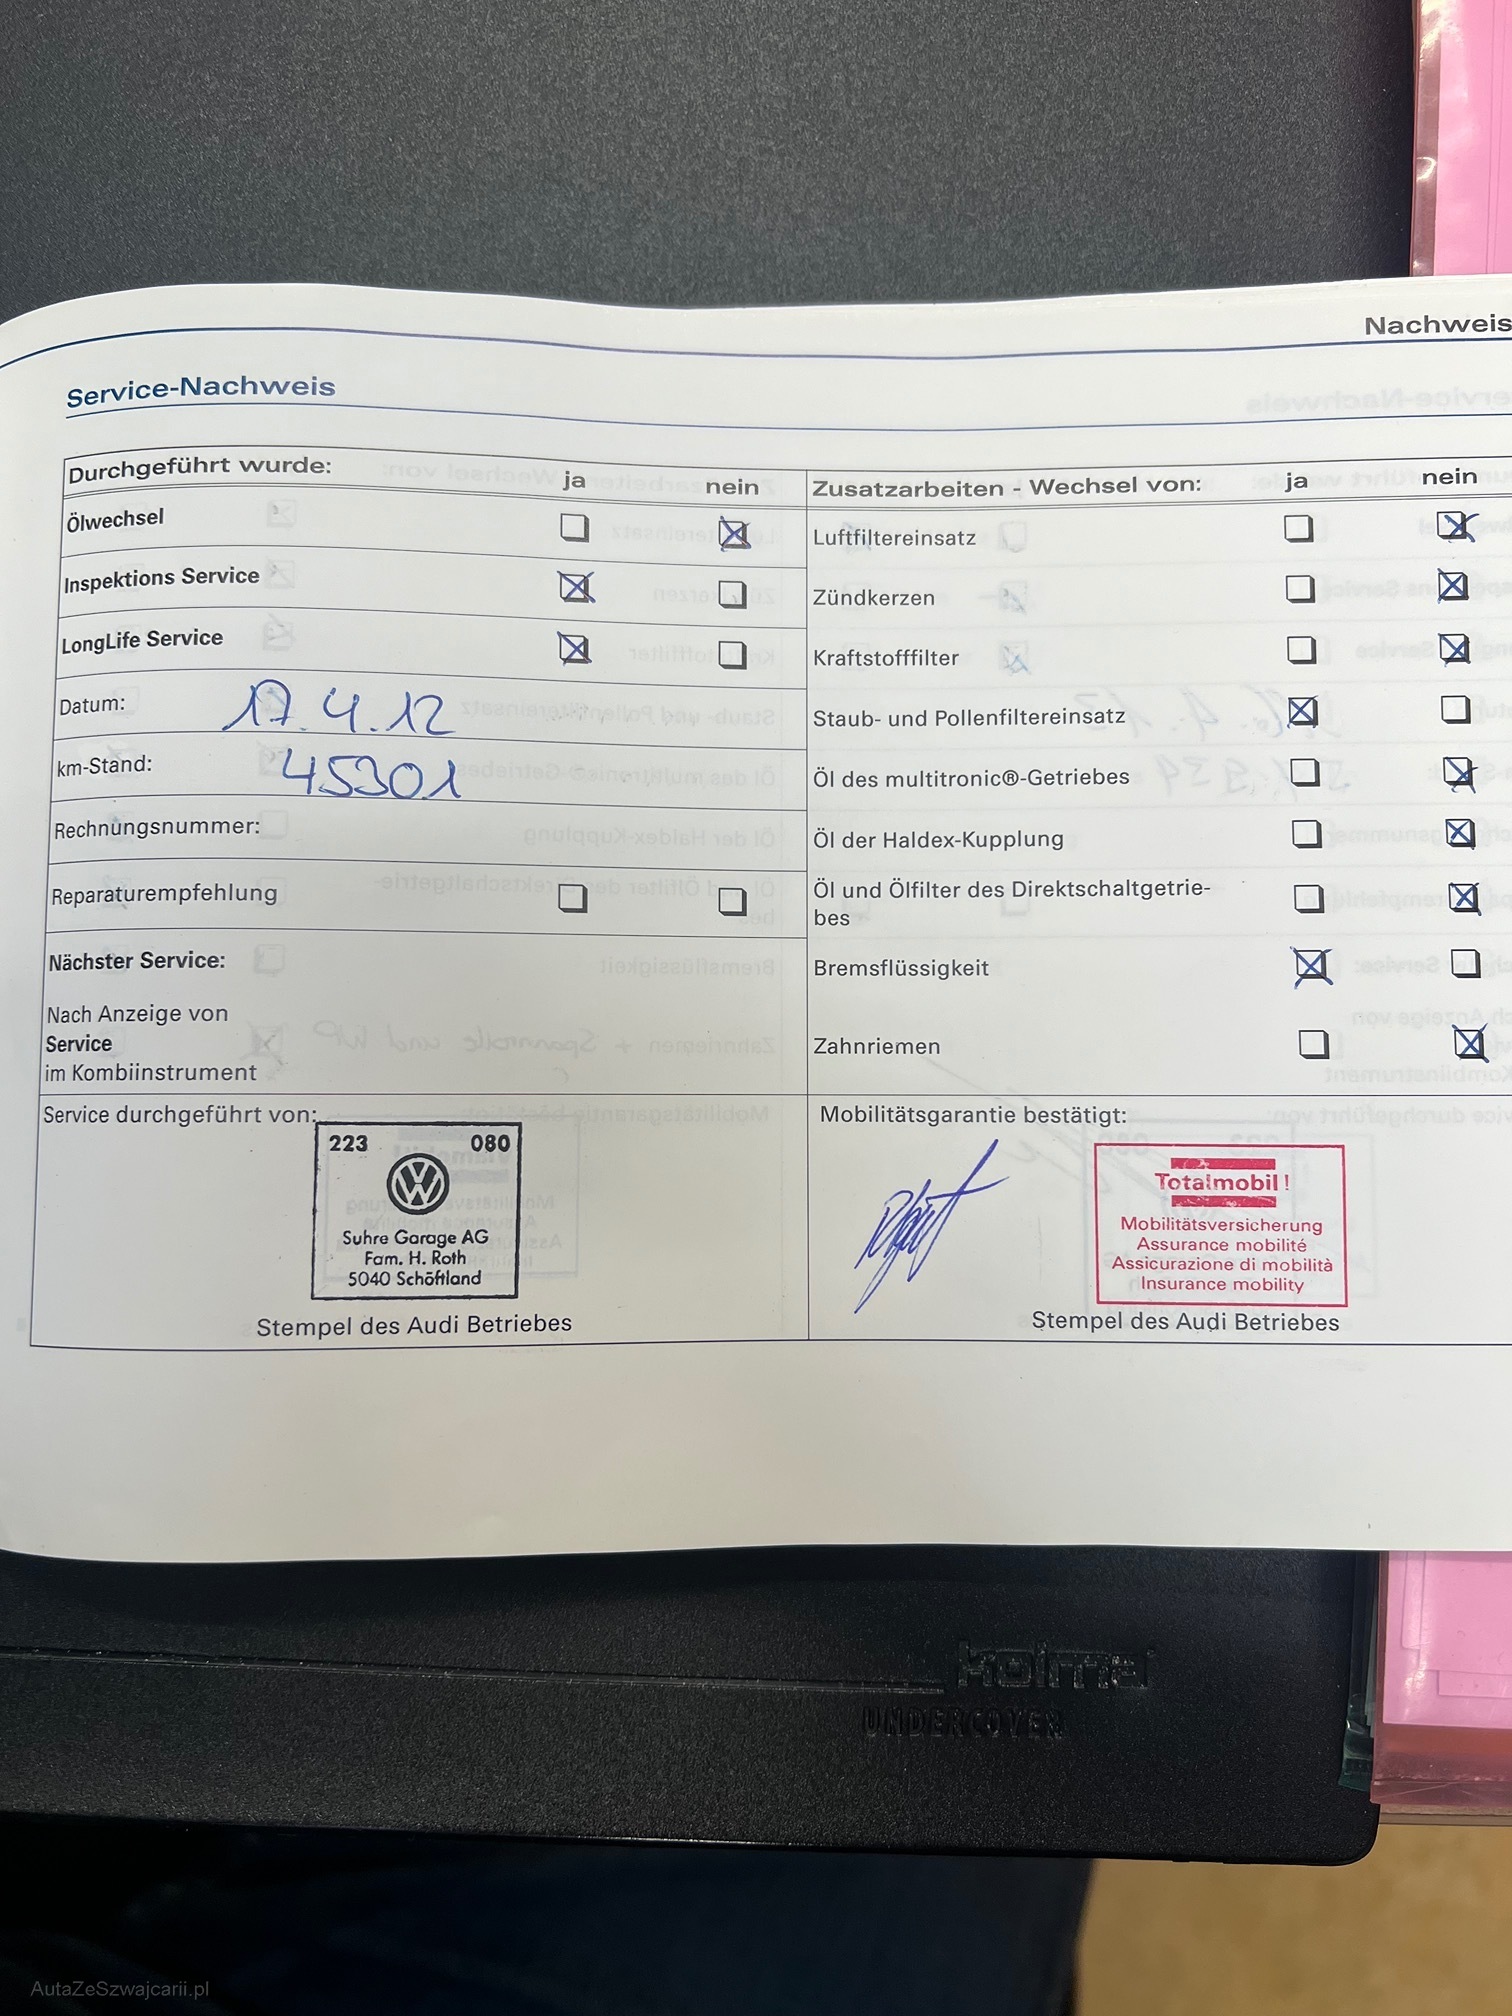 Nachweis
Service-Nachweis
Durchgeführt wurde: ja nein
Ölwechsel
Inspektions Service
LongLife Service
Datum: 17.4.12
km-Stand: 45301
Rechnungsnummer:
Reparaturempfehlung
Nächster Service:
Nach Anzeige von
Service
im Kombiinstrument
Zusatzarbeiten - Wechsel von: ja nein
Luftfiltereinsatz
Zündkerzen
Kraftstofffilter
Staub- und Pollenfiltereinsatz
Öl des multitronic®-Getriebes
Öl der Haldex-Kupplung
Öl und Ölfilter des Direktschaltgetrie-
bes
Bremsflüssigkeit
Zahnriemen
Service durchgeführt von:
223 080
Suhre Garage AG
Fam. H. Roth
5040 Schöftland
Stempel des Audi Betriebes
Mobilitätsgarantie bestätigt:
Totalmobil!
Mobilitätsversicherung
Assurance mobilité
Assicurazione di mobilità
Insurance mobility
Stempel des Audi Betriebes
kolma
UNDERCOVER
AutaZeSzwajcarii.pl